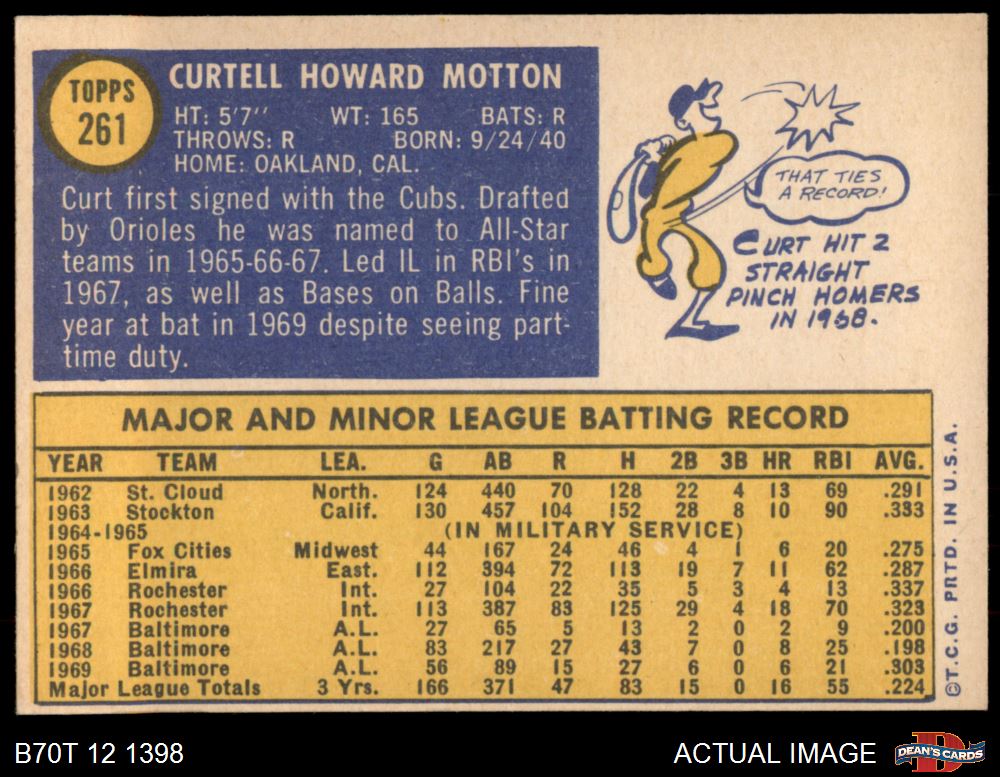 TOPPS
261
CURTELL HOWARD MOTTON
HT: 5'7'' WT: 165 BATS: R
THROWS: R BORN: 9/24/40
HOME: OAKLAND, CAL.
Curt first signed with the Cubs. Drafted
by Orioles he was named to All-Star
teams in 1965-66-67. Led IL in RBI's in
1967, as well as Bases on Balls. Fine
year at bat in 1969 despite seeing part-
time duty.
THAT TIES
A RECORD!
CURT HIT 2
STRAIGHT
PINCH HOMERS
IN 1968.
MAJOR AND MINOR LEAGUE BATTING RECORD
YEAR TEAM LEA. G AB R H 2B 3B HR RBI AVG.
1962 St. Cloud North. 124 440 70 128 22 4 13 69 .291
1963 Stockton Calif. 130 457 104 152 28 8 10 90 .333
1964-1965 (IN MILITARY SERVICE)
1965 Fox Cities Midwest 44 167 24 46 4 1 6 20 .275
1966 Elmira East. 112 394 72 113 19 7 11 62 .287
1966 Rochester Int. 27 104 22 35 5 3 4 13 .337
1967 Rochester Int. 113 387 83 125 29 4 18 70 .323
1967 Baltimore A.L. 27 65 5 13 2 0 2 9 .200
1968 Baltimore A.L. 83 217 27 43 7 0 8 25 .198
1969 Baltimore A.L. 56 89 15 27 6 0 6 21 .303
Major League Totals 3 Yrs. 166 371 47 83 15 0 16 55 .224
©T.C.G. PRTD. IN U.S.A.
B70T 12 1398 ACTUAL IMAGE DEAN'S CARDS